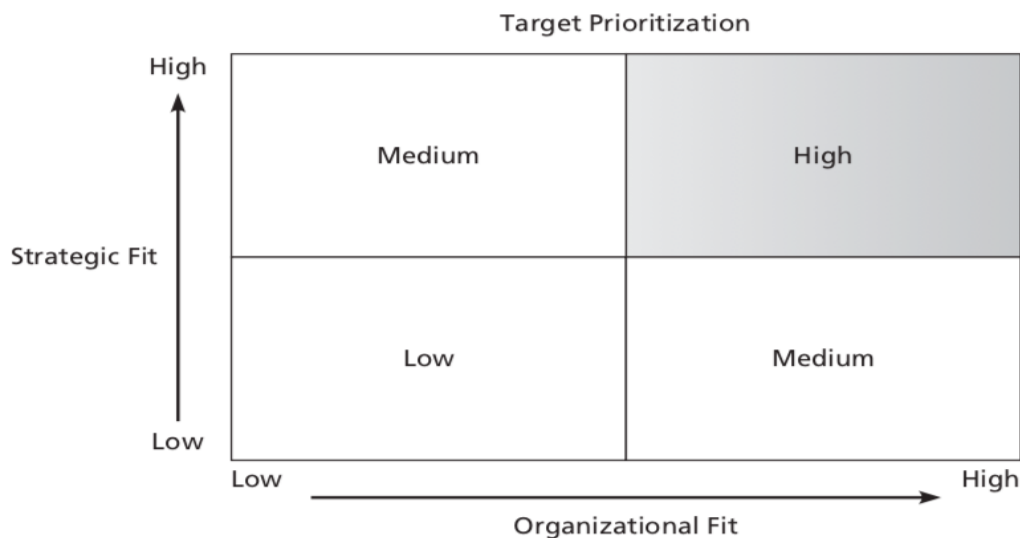 Target Prioritization
High
Medium
High
Strategic Fit
Low
Medium
Low
Low
High
Organizational Fit